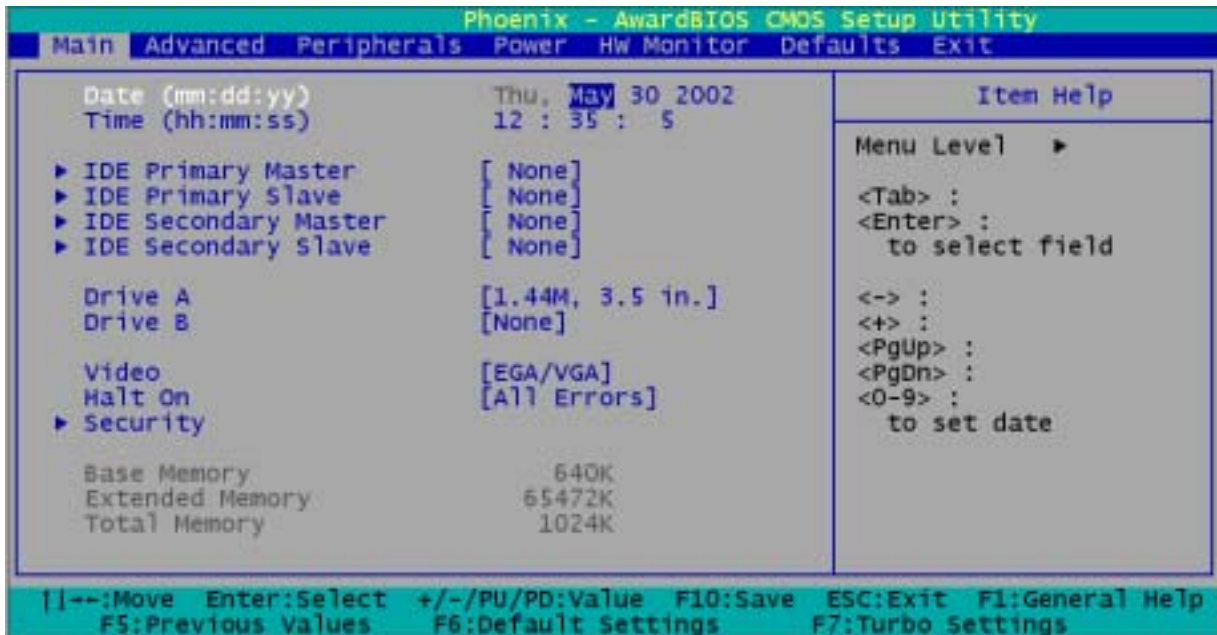 Phoenix - AwardBIOS CMOS Setup Utility
Main Advanced Peripherals Power HW Monitor Defaults Exit
Date (mm:dd:yy) Thu, May 30 2002
Time (hh:mm:ss) 12 : 35 : 5
▶ IDE Primary Master [ None]
▶ IDE Primary Slave [ None]
▶ IDE Secondary Master [ None]
▶ IDE Secondary Slave [ None]
Drive A [1.44M, 3.5 in.]
Drive B [None]
Video [EGA/VGA]
Halt On [All Errors]
▶ Security
Base Memory 640K
Extended Memory 65472K
Total Memory 1024K
Item Help
Menu Level ▶
<Tab> :
<Enter> :
to select field
<-> :
<+> :
<PgUp> :
<PgDn> :
<0-9> :
to set date
↑↓→←:Move Enter:Select +/-/PU/PD:Value F10:Save ESC:Exit F1:General Help
F5:Previous Values F6:Default Settings F7:Turbo Settings